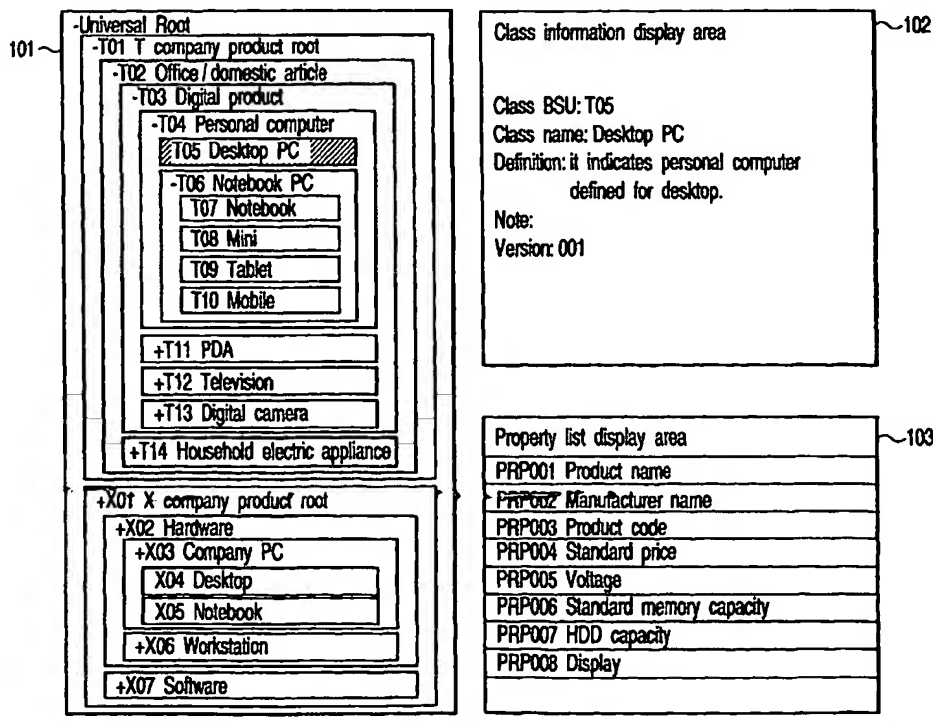 101
-Universal Root
-T01 T company product root
-T02 Office/domestic article
-T03 Digital product
-T04 Personal computer
T05 Desktop PC
-T06 Notebook PC
T07 Notebook
T08 Mini
T09 Tablet
T10 Mobile
+T11 PDA
+T12 Television
+T13 Digital camera
+T14 Household electric appliance
+X01 X company product root
+X02 Hardware
+X03 Company PC
X04 Desktop
X05 Notebook
+X06 Workstation
+X07 Software
102
Class information display area
Class BSU: T05
Class name: Desktop PC
Definition: it indicates personal computer
defined for desktop.
Note:
Version: 001
103
Property list display area
PRP001 Product name
PRP002 Manufacturer name
PRP003 Product code
PRP004 Standard price
PRP005 Voltage
PRP006 Standard memory capacity
PRP007 HDD capacity
PRP008 Display